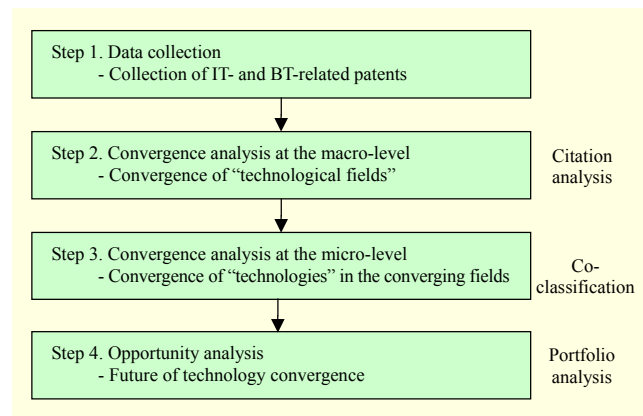 Step 1. Data collection
- Collection of IT- and BT-related patents
Step 2. Convergence analysis at the macro-level
- Convergence of “technological fields”
Citation
analysis
Step 3. Convergence analysis at the micro-level
- Convergence of “technologies” in the converging fields
Co-
classification
Step 4. Opportunity analysis
- Future of technology convergence
Portfolio
analysis